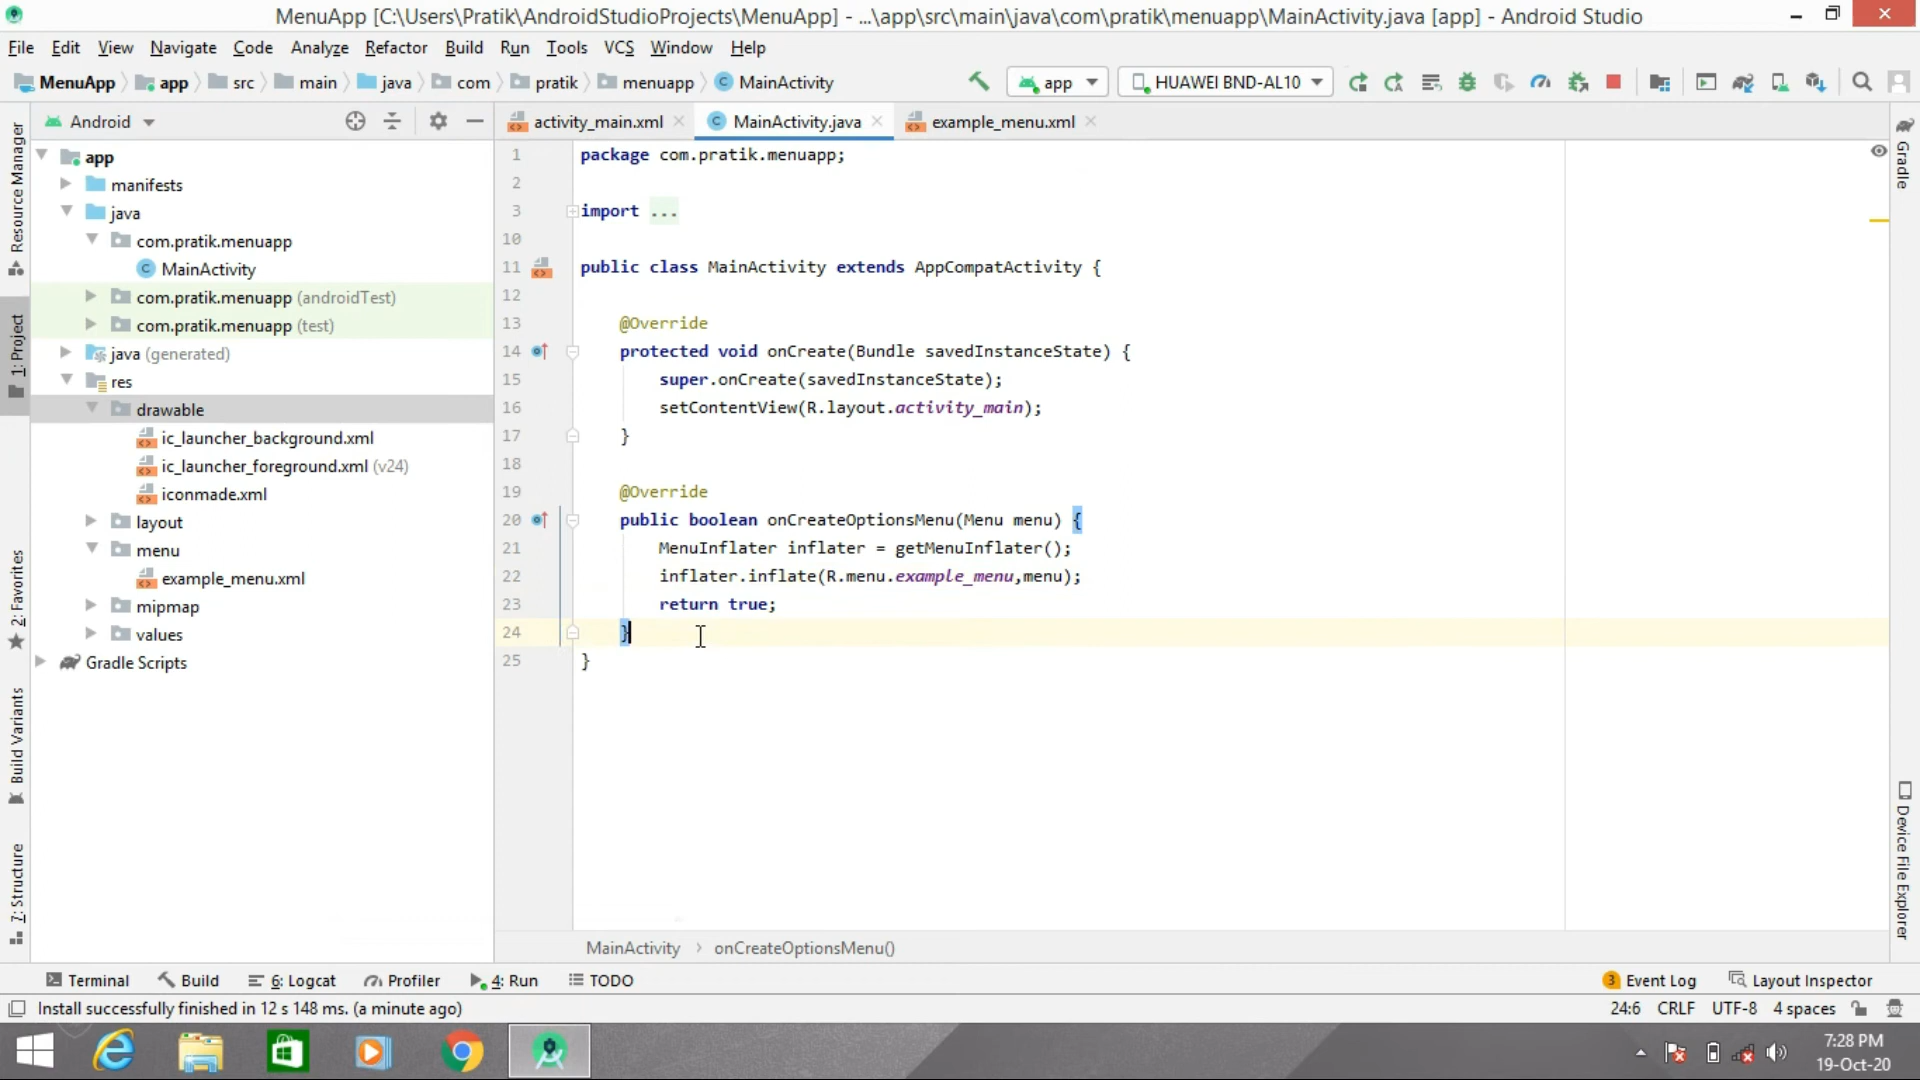 MenuApp [C:\Users\Pratik\AndroidStudioProjects\MenuApp] - ...\app\src\main\java\com\pratik\menuapp\MainActivity.java [app] - Android Studio
File Edit View Navigate Code Analyze Refactor Build Run Tools VCS Window Help
MenuApp app src main java com pratik menuapp MainActivity app HUAWEI BND-AL10
Android
activity_main.xml MainActivity.java example_menu.xml
Resource Manager
1: Project
2: Favorites
Build Variants
7: Structure
app
manifests
java
com.pratik.menuapp
MainActivity
com.pratik.menuapp (androidTest)
com.pratik.menuapp (test)
java (generated)
res
drawable
ic_launcher_background.xml
ic_launcher_foreground.xml (v24)
iconmade.xml
layout
menu
example_menu.xml
mipmap
values
Gradle Scripts
1 package com.pratik.menuapp;
2
3 import ...
10
11 public class MainActivity extends AppCompatActivity {
12
13 @Override
14 protected void onCreate(Bundle savedInstanceState) {
15 super.onCreate(savedInstanceState);
16 setContentView(R.layout.activity_main);
17 }
18
19 @Override
20 public boolean onCreateOptionsMenu(Menu menu) {
21 MenuInflater inflater = getMenuInflater();
22 inflater.inflate(R.menu.example_menu,menu);
23 return true;
24 }
25 }
Gradle
Device File Explorer
MainActivity › onCreateOptionsMenu()
Terminal Build 6: Logcat Profiler 4: Run TODO 3 Event Log Layout Inspector
Install successfully finished in 12 s 148 ms. (a minute ago) 24:6 CRLF UTF-8 4 spaces
7:28 PM
19-Oct-20